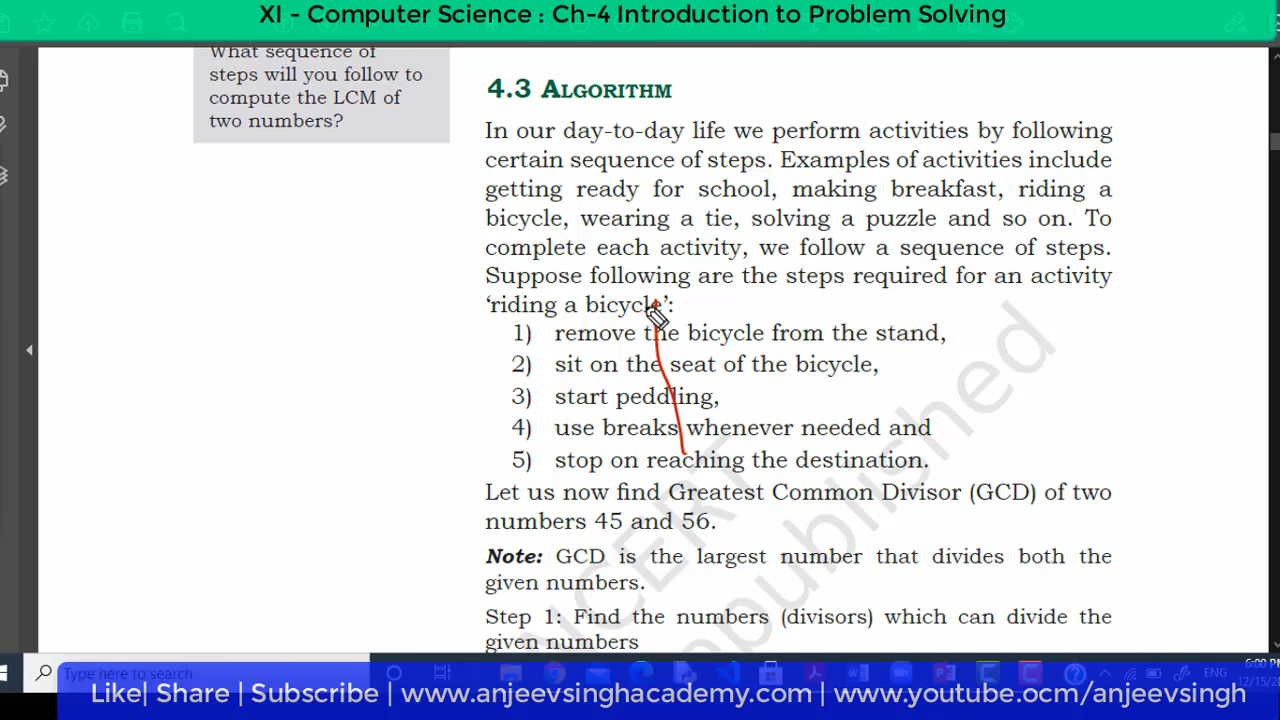 XI - Computer Science : Ch-4 Introduction to Problem Solving
What sequence of
steps will you follow to
compute the LCM of
two numbers?
4.3 ALGORITHM
In our day-to-day life we perform activities by following
certain sequence of steps. Examples of activities include
getting ready for school, making breakfast, riding a
bicycle, wearing a tie, solving a puzzle and so on. To
complete each activity, we follow a sequence of steps.
Suppose following are the steps required for an activity
‘riding a bicycle’:
1) remove the bicycle from the stand,
2) sit on the seat of the bicycle,
3) start peddling,
4) use breaks whenever needed and
5) stop on reaching the destination.
Let us now find Greatest Common Divisor (GCD) of two
numbers 45 and 56.
Note: GCD is the largest number that divides both the
given numbers.
Step 1: Find the numbers (divisors) which can divide the
given numbers
NCERT
republished
Type here to search
ENG
6:00 PM
Like| Share | Subscribe | www.anjeevsinghacademy.com | www.youtube.ocm/anjeevsingh